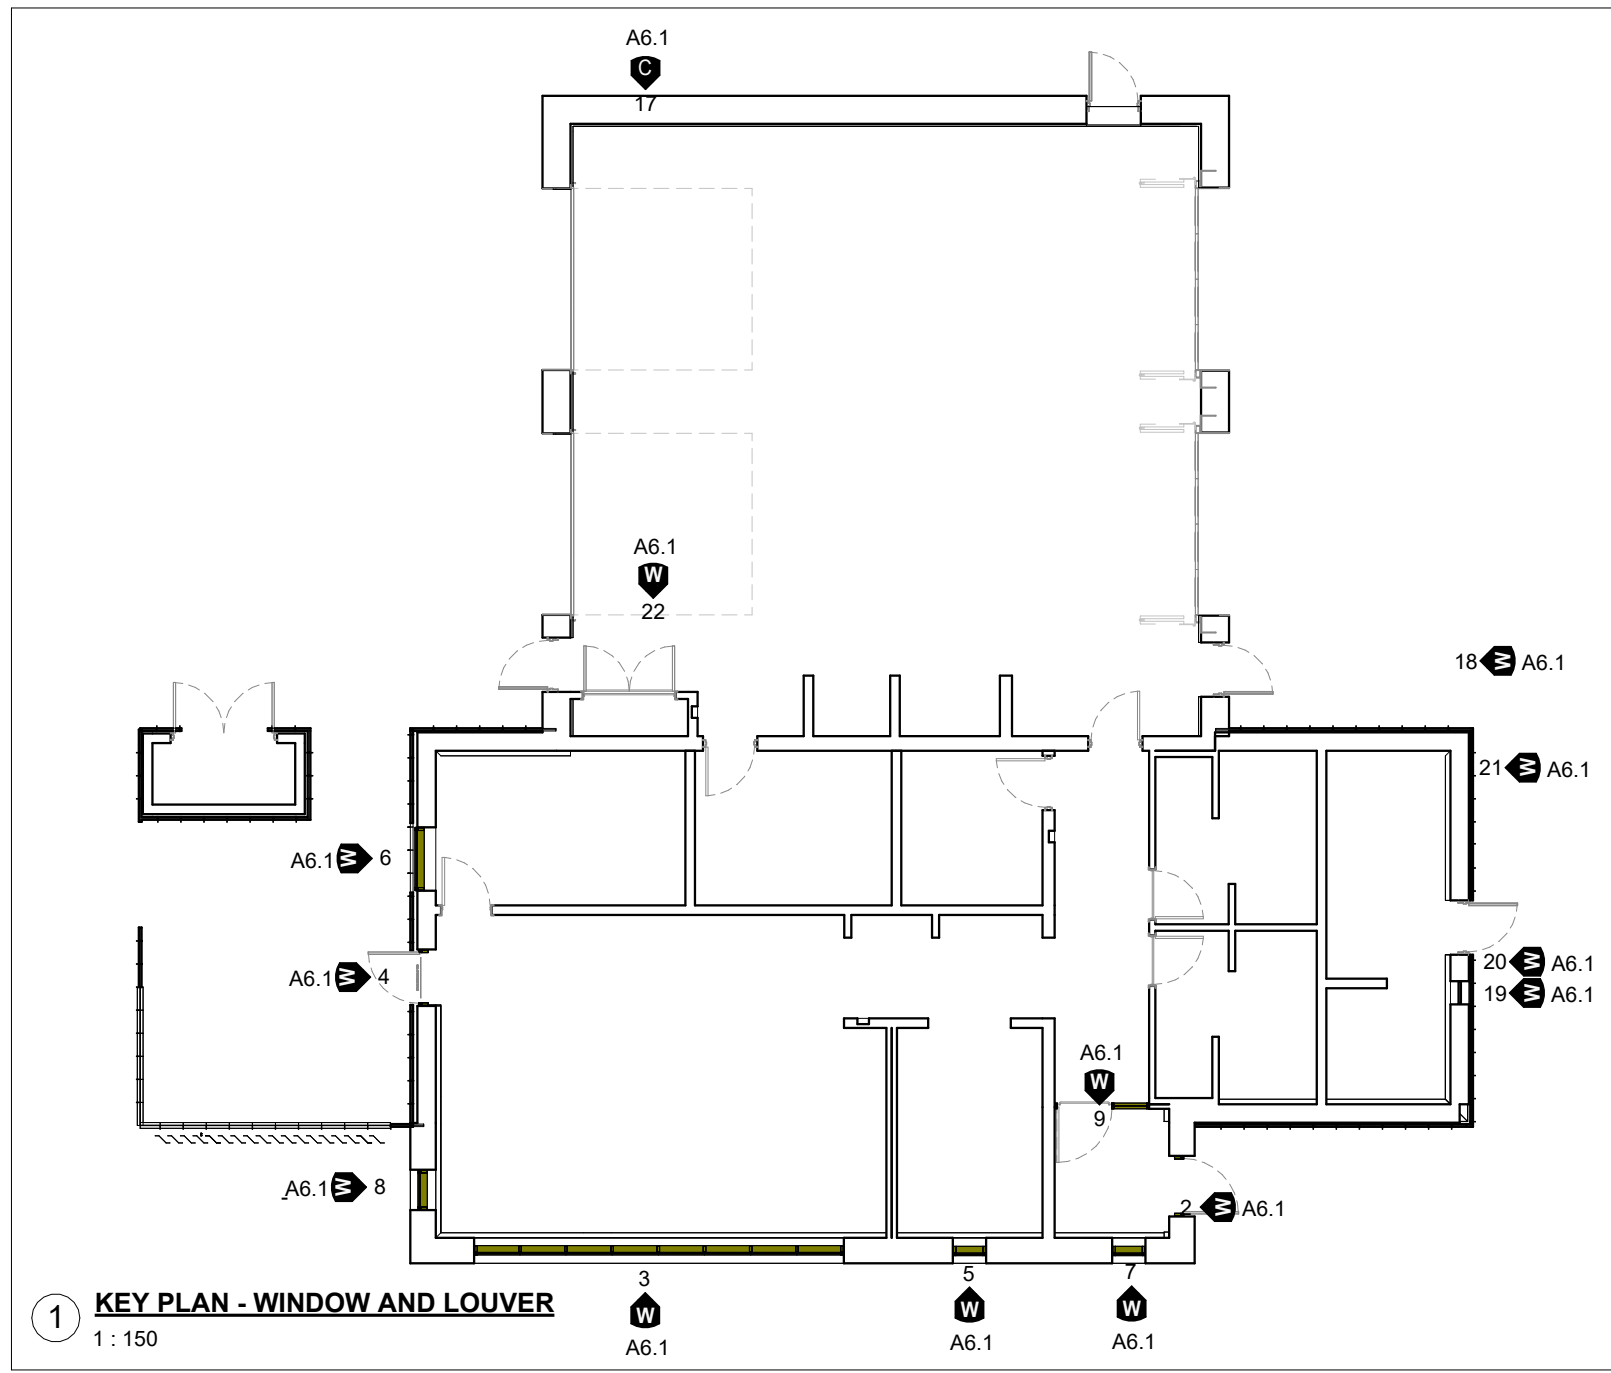 A6.1
C
17
A6.1
W
22
18 W A6.1
21 W A6.1
A6.1 W 6
A6.1 W 4
20 W A6.1
19 W A6.1
A6.1
W
9
A6.1 W 8
2 W A6.1
3
W
A6.1
5
W
A6.1
7
W
A6.1
1 KEY PLAN - WINDOW AND LOUVER
1 : 150